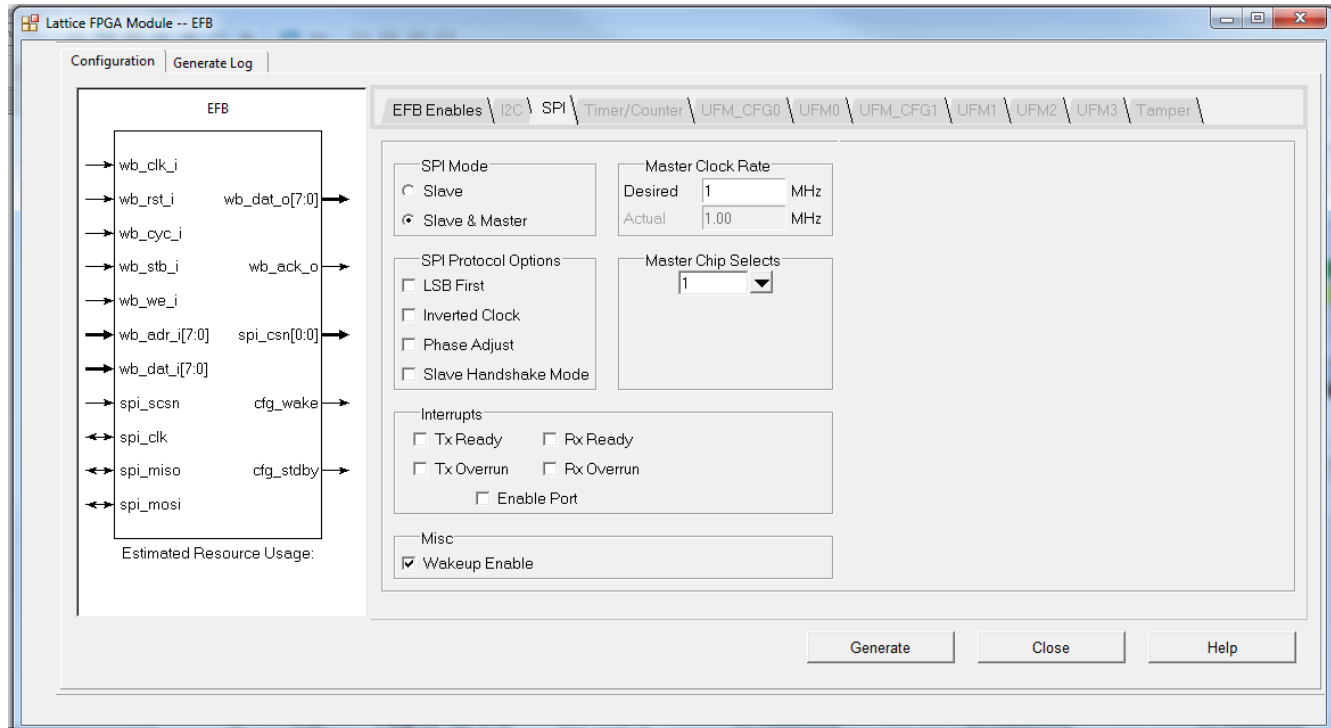 Lattice FPGA Module -- EFB
Configuration
Generate Log
EFB
wb_clk_i
wb_rst_i wb_dat_o[7:0]
wb_cyc_i
wb_stb_i wb_ack_o
wb_we_i
wb_adr_i[7:0] spi_csn[0:0]
wb_dat_i[7:0]
spi_scsn cfg_wake
spi_clk
spi_miso cfg_stdby
spi_mosi
Estimated Resource Usage:
EFB Enables I2C SPI Timer/Counter UFM_CFG0 UFM0 UFM_CFG1 UFM1 UFM2 UFM3 Tamper
SPI Mode
Slave
Slave & Master
Master Clock Rate
Desired 1 MHz
Actual 1.00 MHz
SPI Protocol Options
LSB First
Inverted Clock
Phase Adjust
Slave Handshake Mode
Master Chip Selects
1
Interrupts
Tx Ready Rx Ready
Tx Overrun Rx Overrun
Enable Port
Misc
Wakeup Enable
Generate Close Help